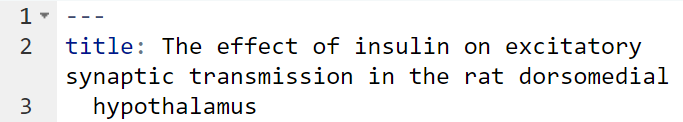 1 ---
2 title: The effect of insulin on excitatory
synaptic transmission in the rat dorsomedial
3 hypothalamus